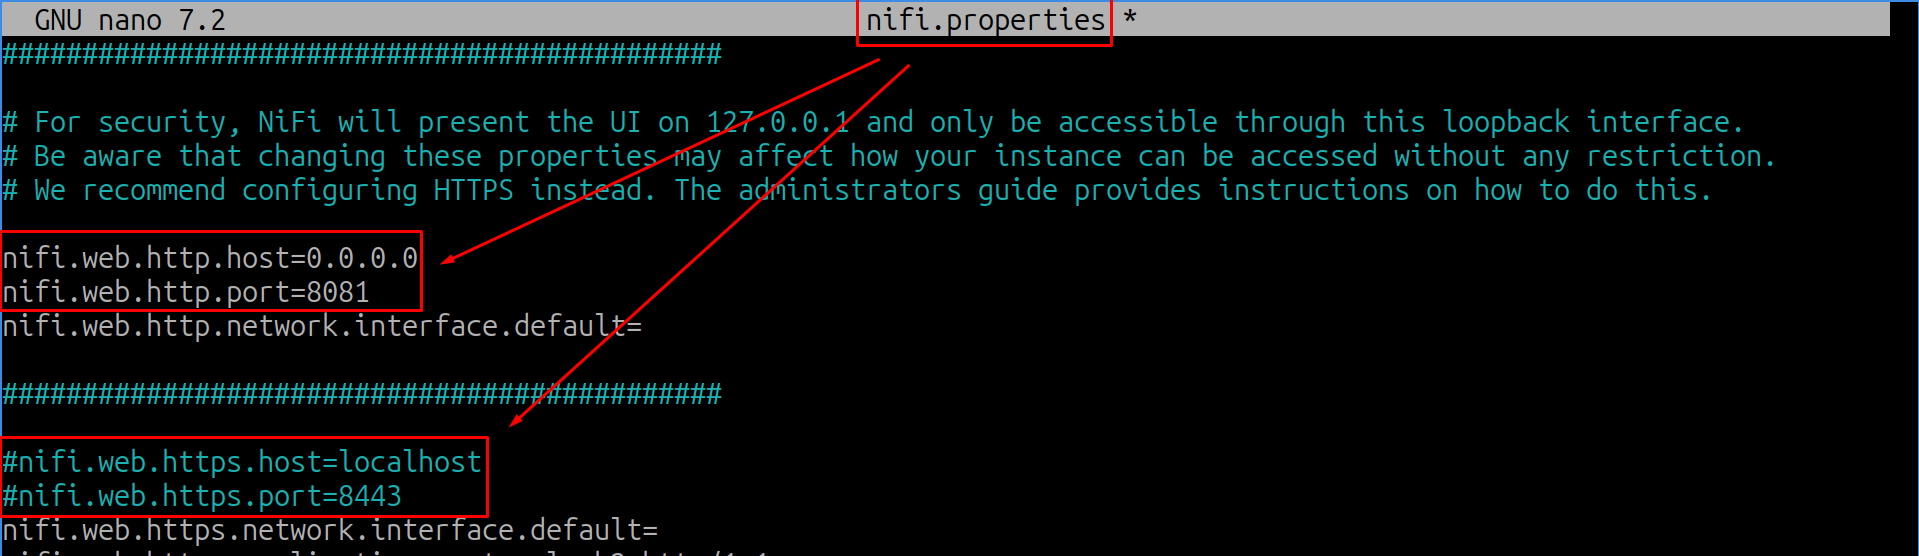 GNU nano 7.2 nifi.properties *
#############################################
# For security, NiFi will present the UI on 127.0.0.1 and only be accessible through this loopback interface.
# Be aware that changing these properties may affect how your instance can be accessed without any restriction.
# We recommend configuring HTTPS instead. The administrators guide provides instructions on how to do this.
nifi.web.http.host=0.0.0.0
nifi.web.http.port=8081
nifi.web.http.network.interface.default=
#############################################
#nifi.web.https.host=localhost
#nifi.web.https.port=8443
nifi.web.https.network.interface.default=